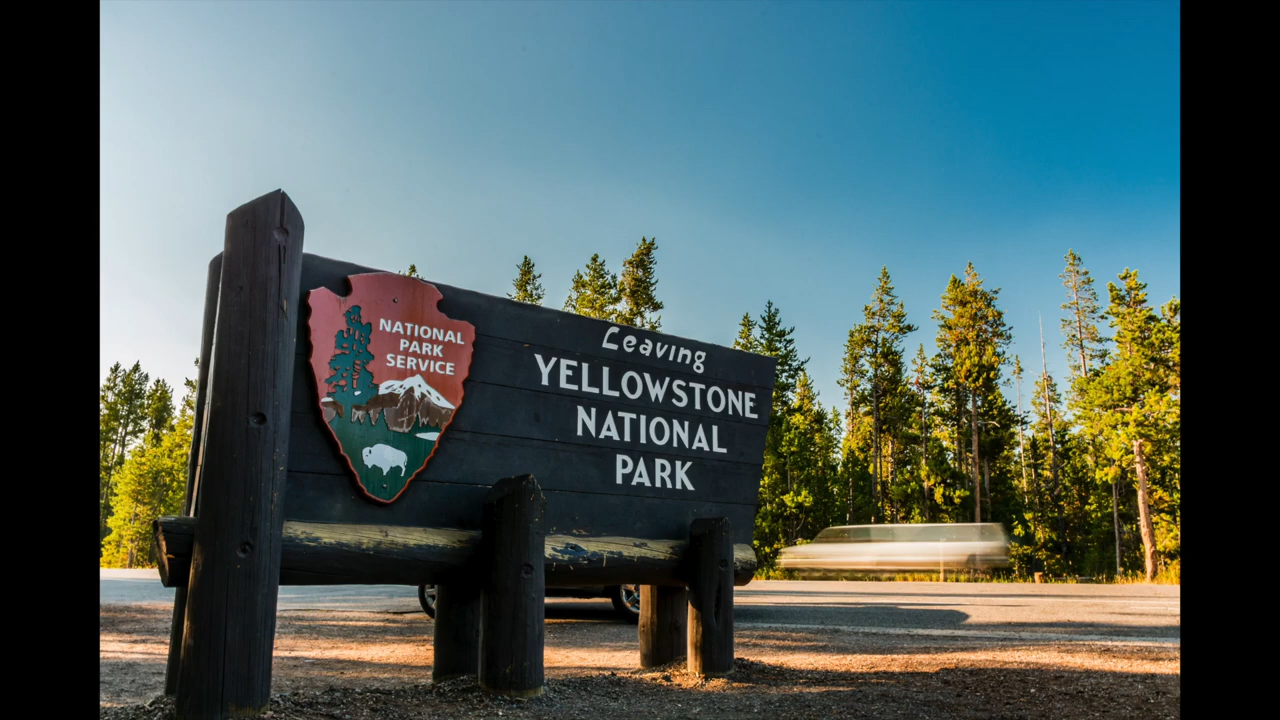 NATIONAL
PARK
SERVICE
Leaving
YELLOWSTONE
NATIONAL
PARK